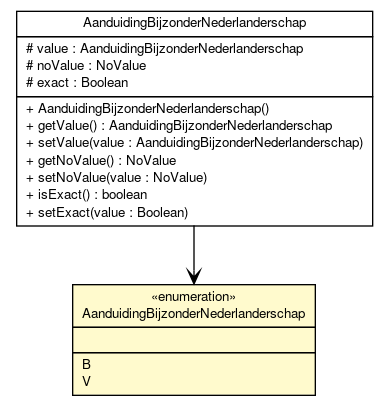 AanduidingBijzonderNederlanderschap
# value : AanduidingBijzonderNederlanderschap
# noValue : NoValue
# exact : Boolean
+ AanduidingBijzonderNederlanderschap()
+ getValue() : AanduidingBijzonderNederlanderschap
+ setValue(value : AanduidingBijzonderNederlanderschap)
+ getNoValue() : NoValue
+ setNoValue(value : NoValue)
+ isExact() : boolean
+ setExact(value : Boolean)
«enumeration»
AanduidingBijzonderNederlanderschap
B
V